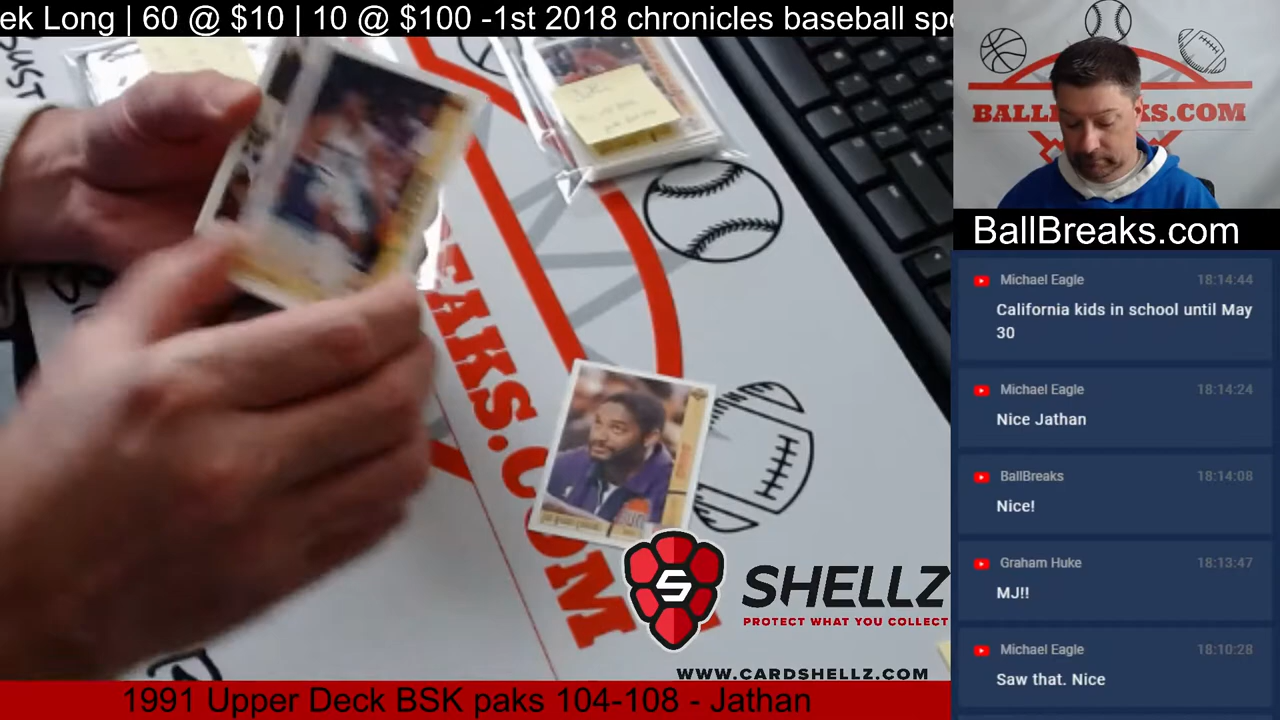 ek Long | 60 @ $10 | 10 @ $100 -1st 2018 chronicles baseball spo
BALLBREAKS.COM
BallBreaks.com
Michael Eagle 18:14:44
California kids in school until May
30
Michael Eagle 18:14:24
Nice Jathan
BallBreaks 18:14:08
Nice!
Graham Huke 18:13:47
MJ!!
Michael Eagle 18:10:28
Saw that. Nice
EAKS.COM
S
SHELLZ
PROTECT WHAT YOU COLLECT
WWW.CARDSHELLZ.COM
1991 Upper Deck BSK paks 104-108 - Jathan